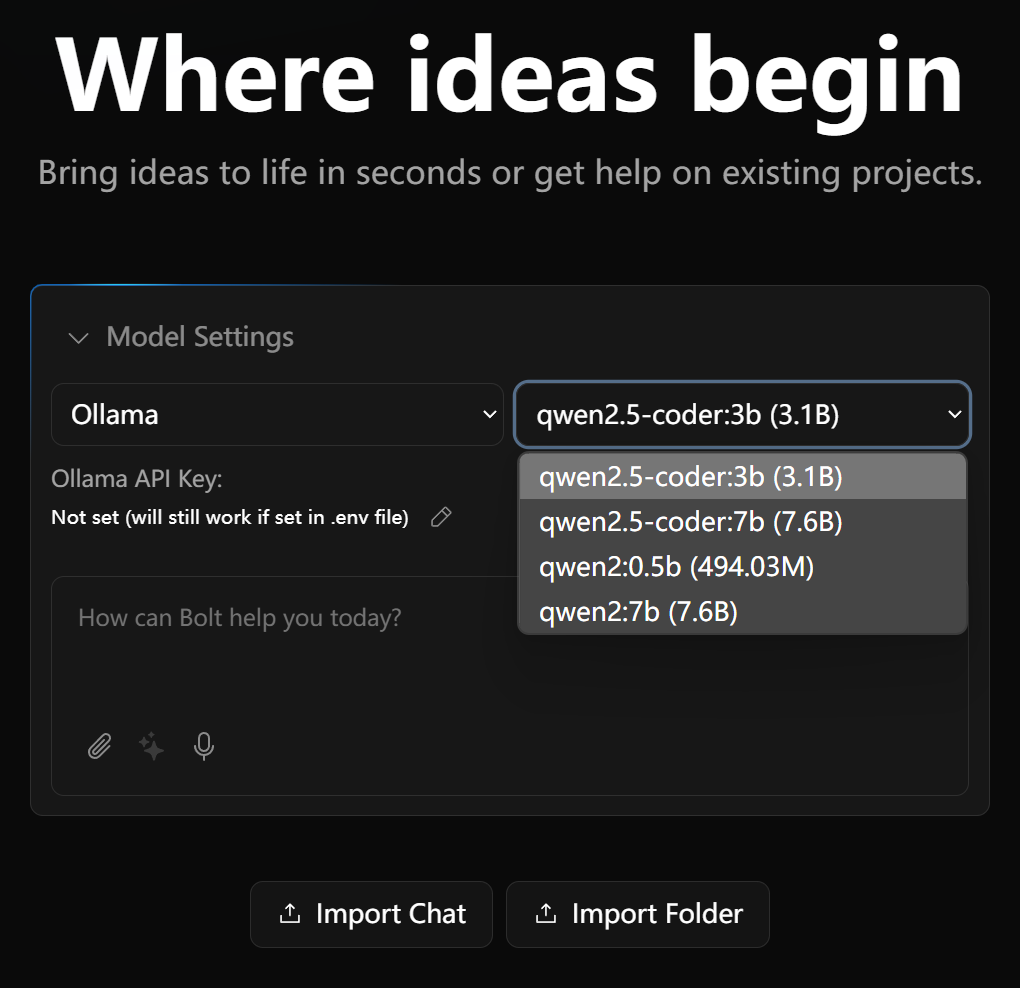 Where ideas begin
Bring ideas to life in seconds or get help on existing projects.
Model Settings
Ollama
qwen2.5-coder:3b (3.1B)
Ollama API Key:
Not set (will still work if set in .env file)
qwen2.5-coder:3b (3.1B)
qwen2.5-coder:7b (7.6B)
qwen2:0.5b (494.03M)
qwen2:7b (7.6B)
How can Bolt help you today?
Import Chat
Import Folder